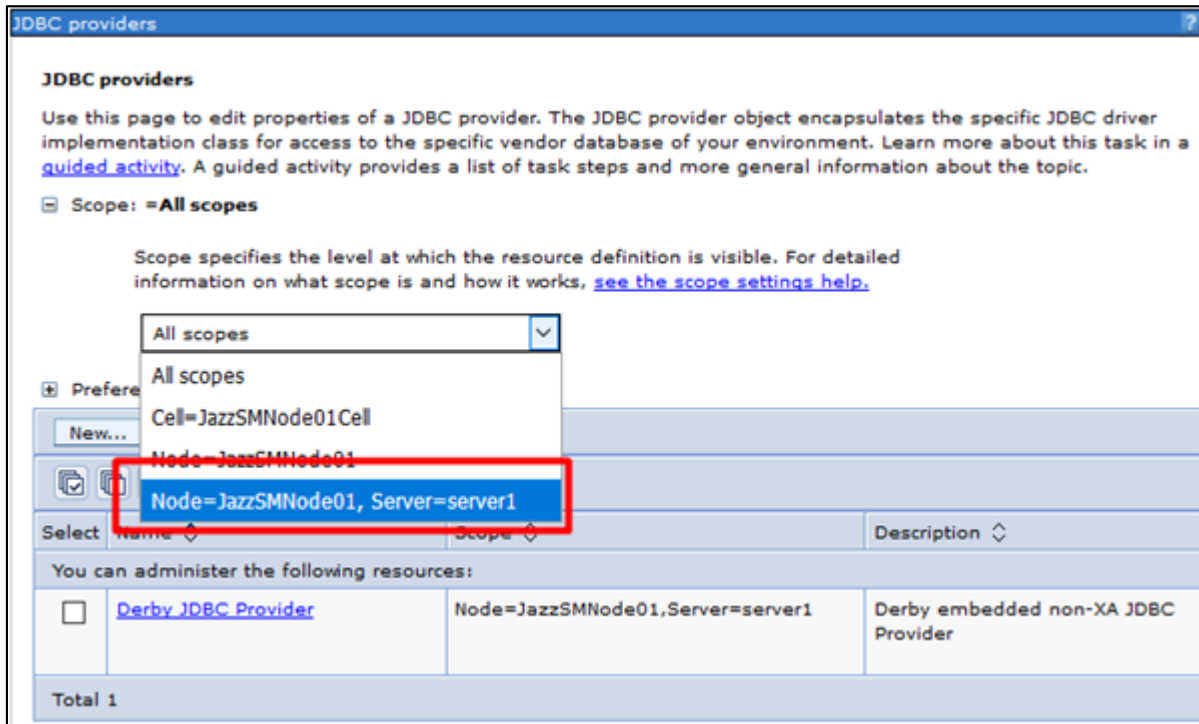 JDBC providers
?
JDBC providers
Use this page to edit properties of a JDBC provider. The JDBC provider object encapsulates the specific JDBC driver
implementation class for access to the specific vendor database of your environment. Learn more about this task in a
guided activity. A guided activity provides a list of task steps and more general information about the topic.
Scope: =All scopes
Scope specifies the level at which the resource definition is visible. For detailed
information on what scope is and how it works, see the scope settings help.
All scopes
All scopes
Prefere
Cell=JazzSMNode01Cell
New...
Node=JazzSMNode01
Node=JazzSMNode01, Server=server1
Select Name Scope Description
You can administer the following resources:
Derby JDBC Provider Node=JazzSMNode01,Server=server1 Derby embedded non-XA JDBC
Provider
Total 1